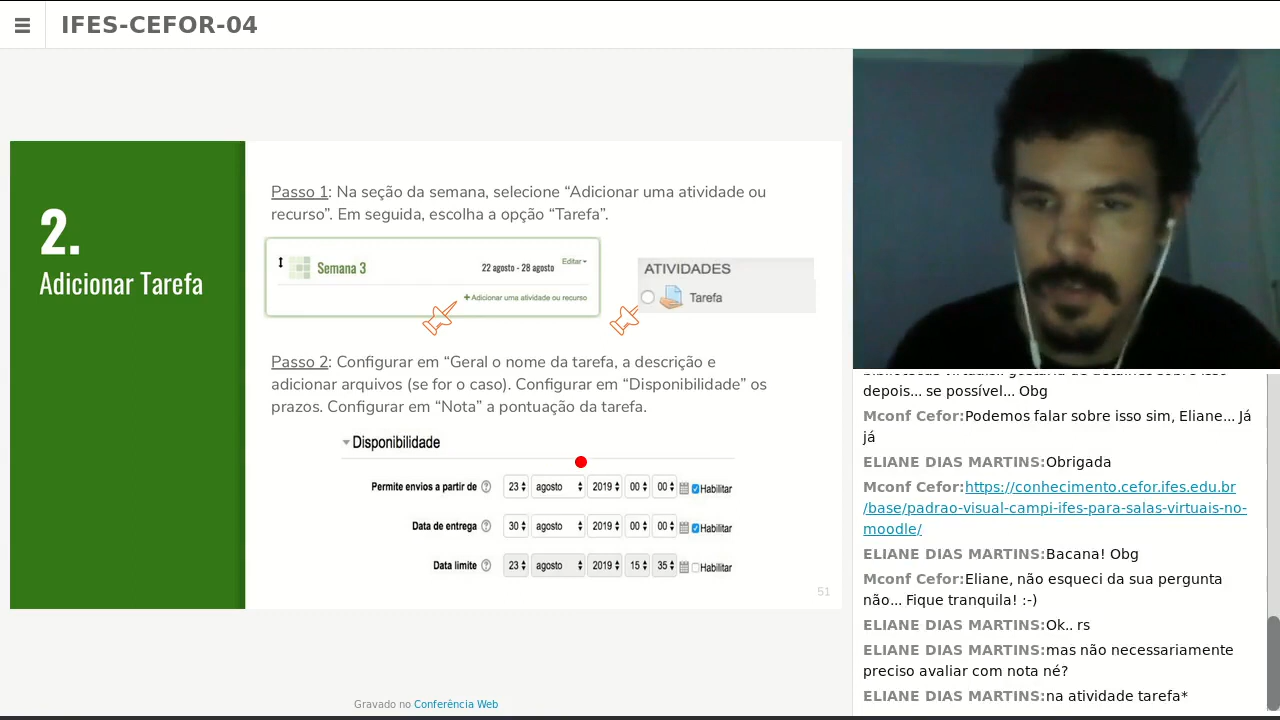 IFES-CEFOR-04
2.
Adicionar Tarefa
Passo 1: Na seção da semana, selecione “Adicionar uma atividade ou
recurso”. Em seguida, escolha a opção “Tarefa”.
Semana 3
22 agosto - 28 agosto
Editar
+ Adicionar uma atividade ou recurso
ATIVIDADES
Tarefa
Passo 2: Configurar em “Geral o nome da tarefa, a descrição e
adicionar arquivos (se for o caso). Configurar em “Disponibilidade” os
prazos. Configurar em “Nota” a pontuação da tarefa.
Disponibilidade
Permite envios a partir de ? 23 agosto 2019 00 00 Habilitar
Data de entrega ? 30 agosto 2019 00 00 Habilitar
Data limite ? 23 agosto 2019 15 35 Habilitar
51
Gravado no Conferência Web
depois... se possível... Obg
Mconf Cefor:Podemos falar sobre isso sim, Eliane... Já
já
ELIANE DIAS MARTINS:Obrigada
Mconf Cefor:https://conhecimento.cefor.ifes.edu.br
/base/padrao-visual-campi-ifes-para-salas-virtuais-no-
moodle/
ELIANE DIAS MARTINS:Bacana! Obg
Mconf Cefor:Eliane, não esqueci da sua pergunta
não... Fique tranquila! :-)
ELIANE DIAS MARTINS:Ok.. rs
ELIANE DIAS MARTINS:mas não necessariamente
preciso avaliar com nota né?
ELIANE DIAS MARTINS:na atividade tarefa*